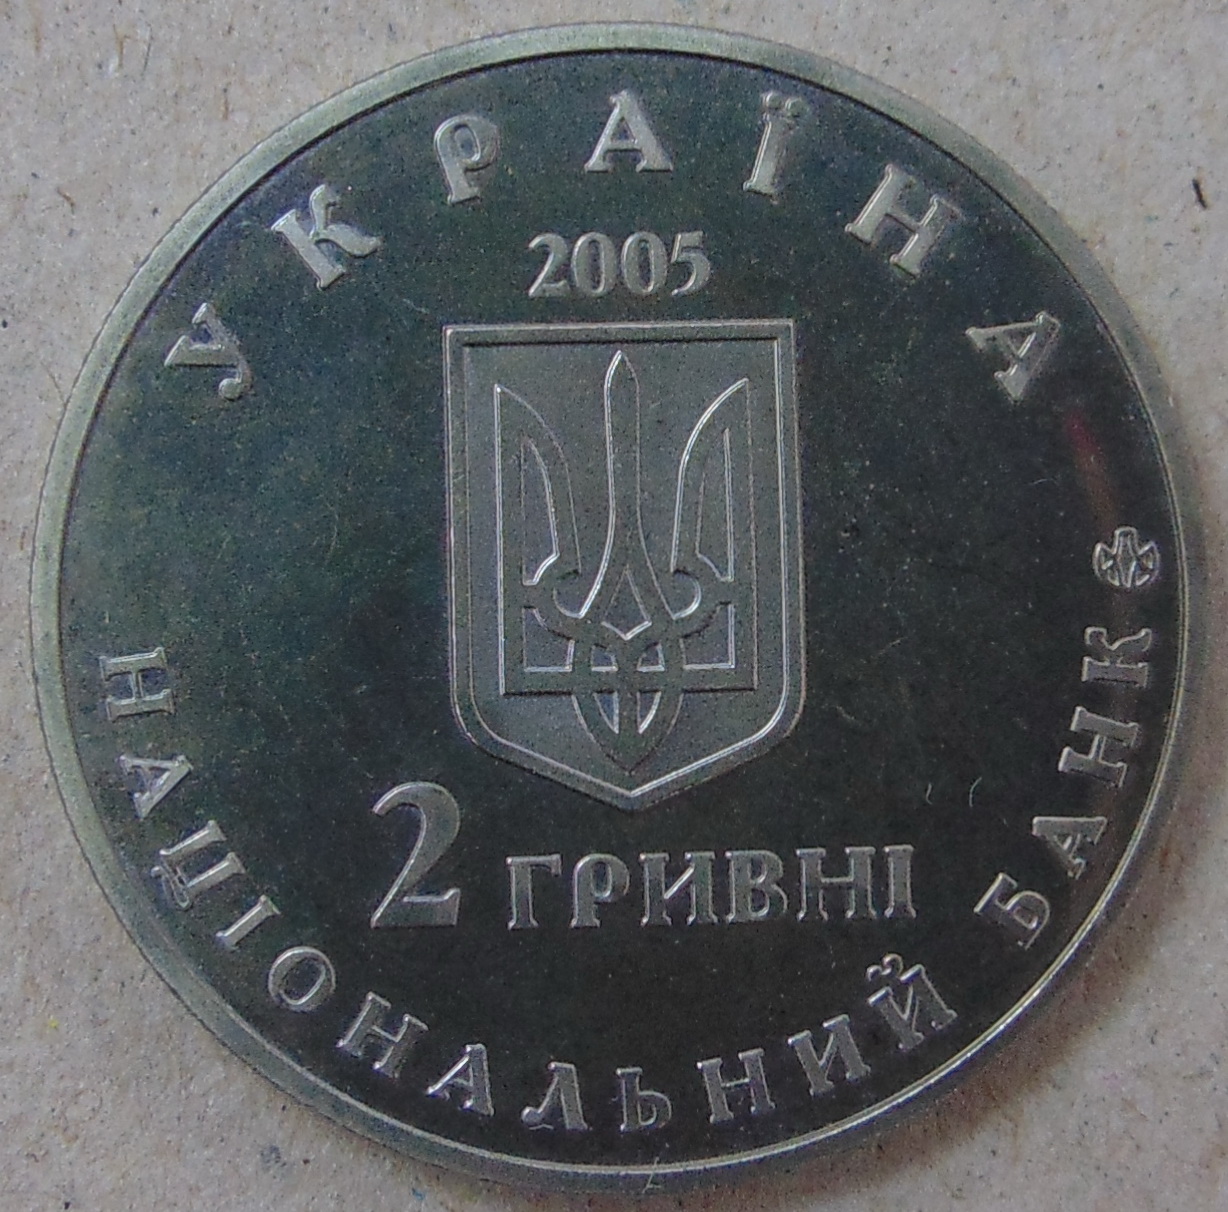 УКРАЇНА
2005
2 ГРИВНІ
НАЦІОНАЛЬНИЙ БАНК